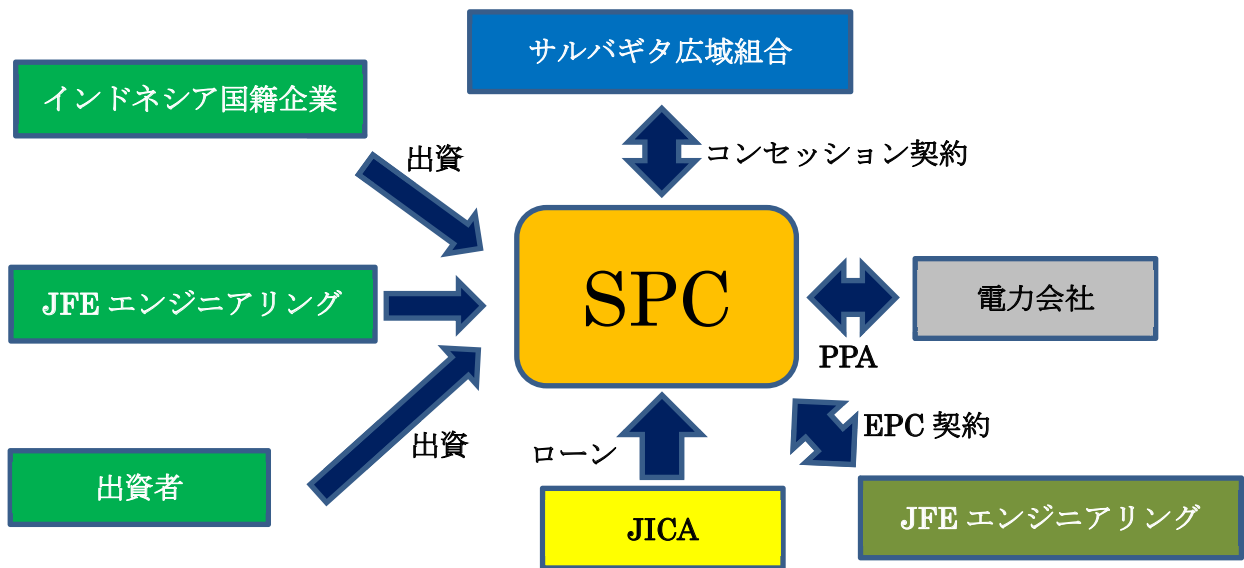 サルバギタ広域組合
インドネシア国籍企業
出資
コンセッション契約
SPC
JFE エンジニアリング
電力会社
PPA
出資
ローン
EPC 契約
出資者
JICA
JFE エンジニアリング